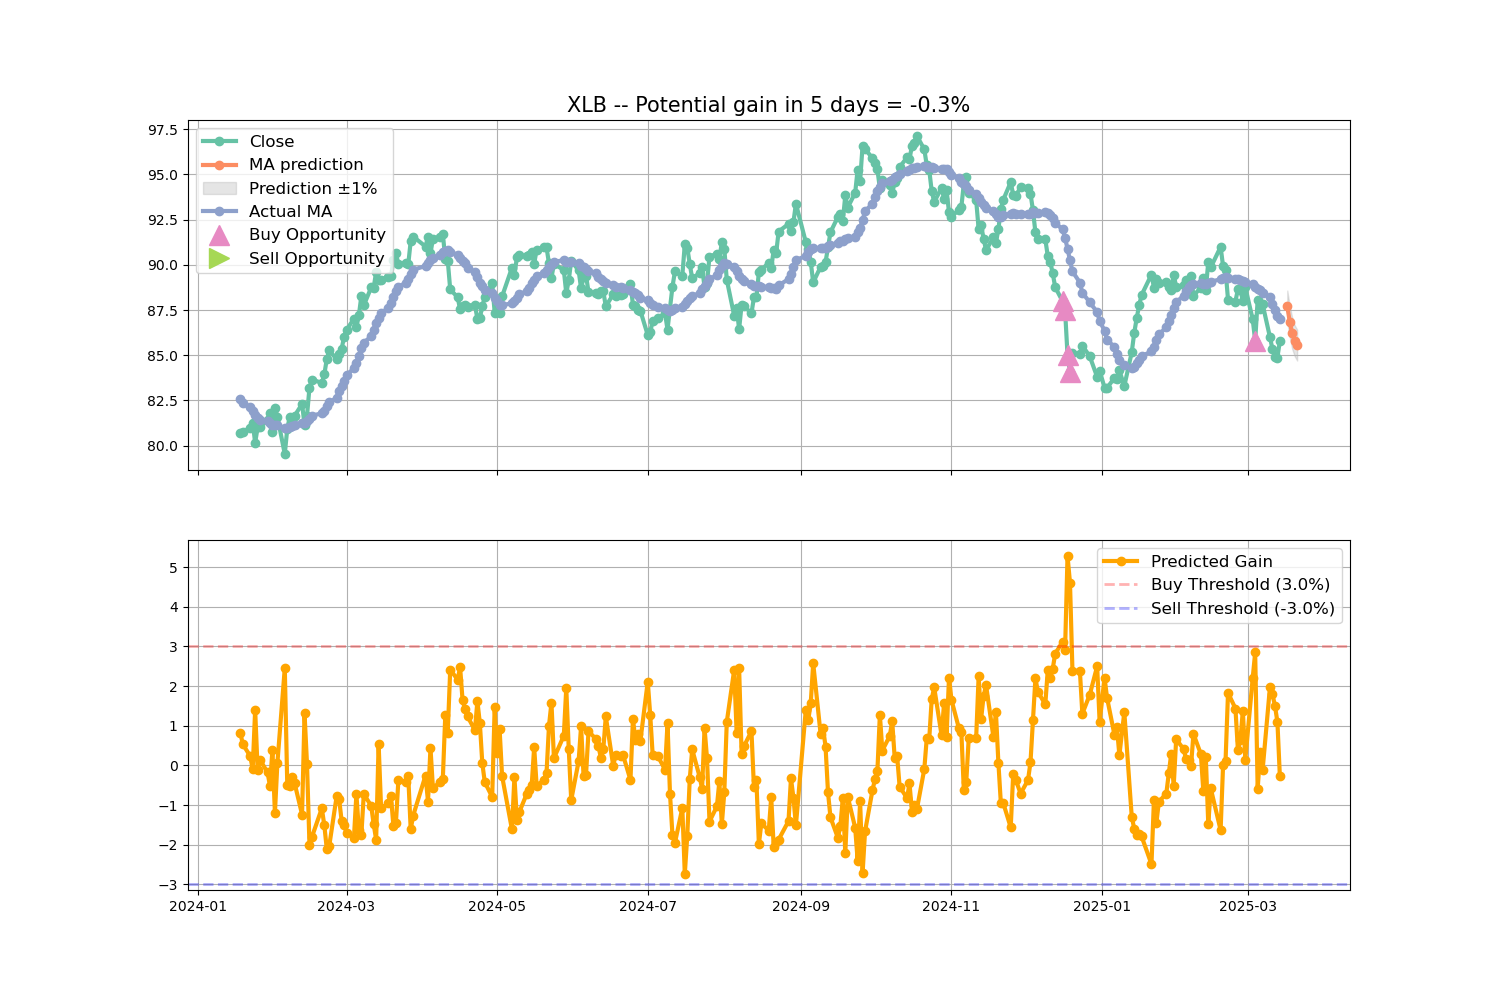 XLB -- Potential gain in 5 days = -0.3%
97.5
95.0
92.5
90.0
87.5
85.0
82.5
80.0
Close
MA prediction
Prediction ±1%
Actual MA
Buy Opportunity
Sell Opportunity
5
4
3
2
1
0
−1
−2
−3
Predicted Gain
Buy Threshold (3.0%)
Sell Threshold (-3.0%)
2024-01 2024-03 2024-05 2024-07 2024-09 2024-11 2025-01 2025-03